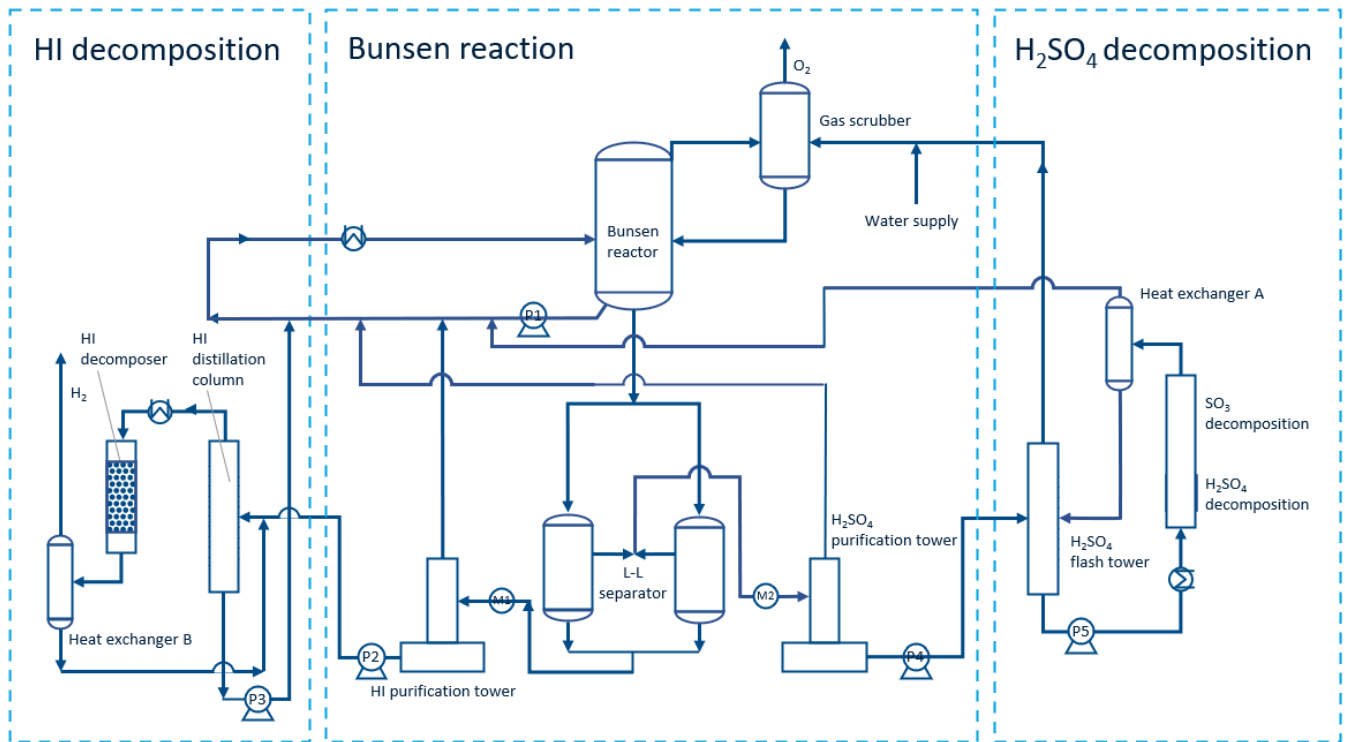 HI decomposition
Bunsen reaction
H₂SO₄ decomposition
O₂
Gas scrubber
Water supply
Bunsen
reactor
P1
Heat exchanger A
HI
decomposer
HI
distillation
column
H₂
SO₃
decomposition
H₂SO₄
decomposition
H₂SO₄
purification tower
H₂SO₄
flash tower
L-L
separator
M1
M2
Heat exchanger B
P2
P3
P4
P5
HI purification tower